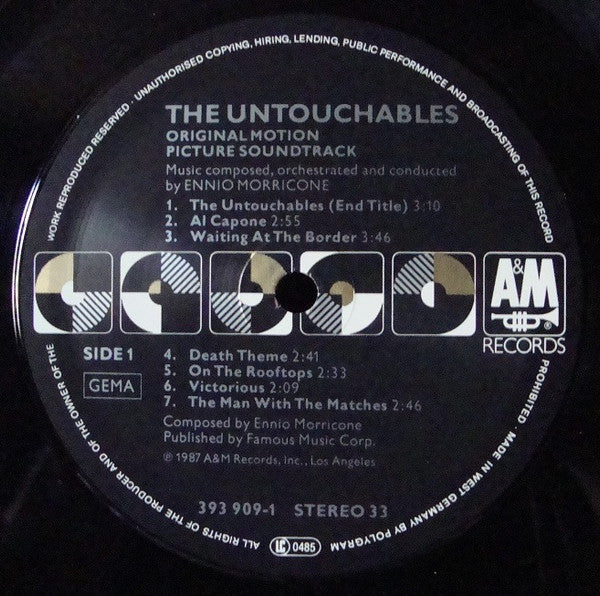 THE UNTOUCHABLES
ORIGINAL MOTION
PICTURE SOUNDTRACK
Music composed, orchestrated and conducted
by ENNIO MORRICONE
1. The Untouchables (End Title) 3:10
2. Al Capone 2:55
3. Waiting At The Border 3:46
A&M
®
RECORDS
SIDE 1
GEMA
4. Death Theme 2:41
5. On The Rooftops 2:33
6. Victorious 2:09
7. The Man With The Matches 2:46
Composed by Ennio Morricone
Published by Famous Music Corp.
℗ 1987 A&M Records, Inc., Los Angeles
393 909-1 STEREO 33
ALL RIGHTS OF THE PRODUCER AND OF THE OWNER OF THE
WORK REPRODUCED RESERVED · UNAUTHORISED COPYING, HIRING, LENDING, PUBLIC PERFORMANCE AND BROADCASTING OF THIS RECORD
PROHIBITED · MADE IN WEST GERMANY BY POLYGRAM
LC 0485